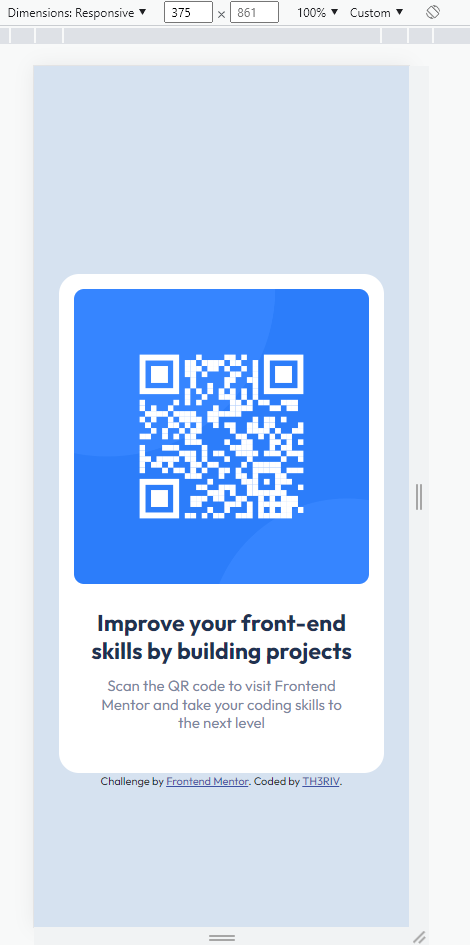 Dimensions: Responsive ▼ 375 × 861 100% ▼ Custom ▼
Improve your front-end
skills by building projects
Scan the QR code to visit Frontend
Mentor and take your coding skills to
the next level
Challenge by Frontend Mentor. Coded by TH3RIV.